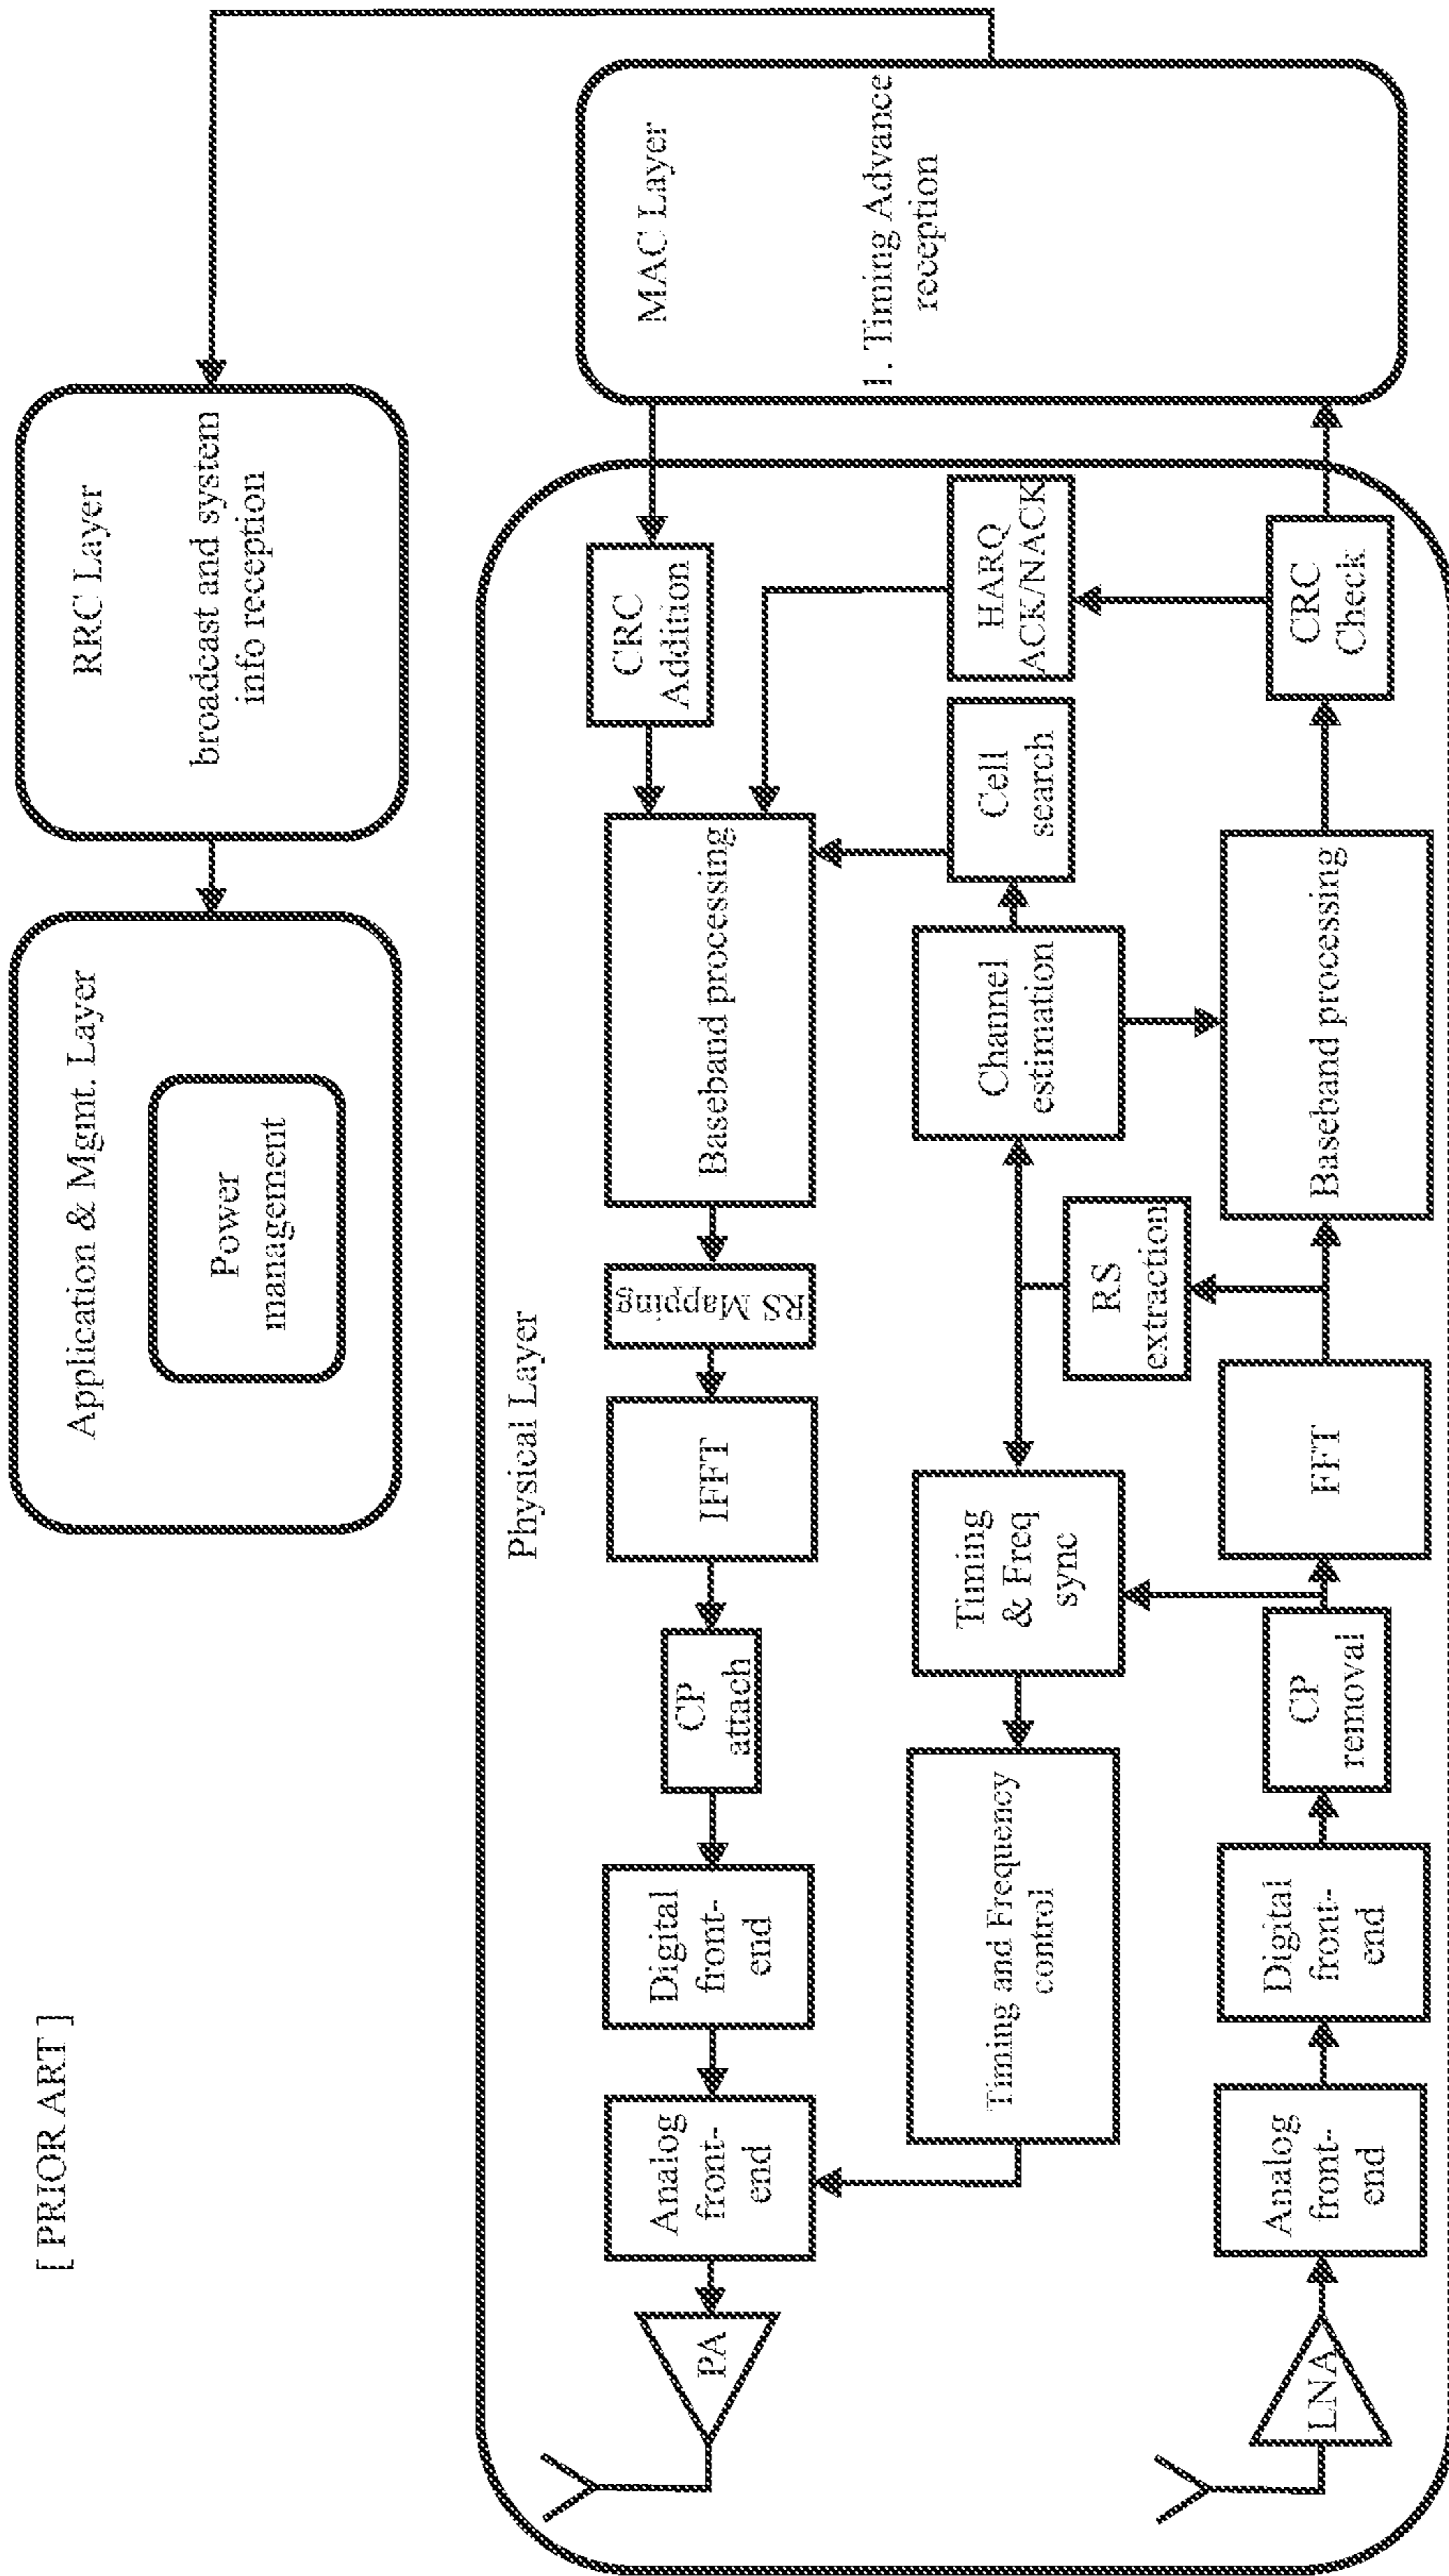 [ PRIOR ART ]
Application & Mgmt. Layer
Power
management
RRC Layer
broadcast and system
info reception
Physical Layer
PA
Analog
front-
end
Digital
front-
end
CP
attach
IFFT
RS Mapping
Baseband processing
CRC
Addition
MAC Layer
1. Timing Advance
reception
Timing and Frequency
control
Timing
& Freq
sync
RS
extraction
Channel
estimation
Cell
search
HARQ
ACK/NACK
LNA
Analog
front-
end
Digital
front-
end
CP
removal
FFT
Baseband processing
CRC
Check